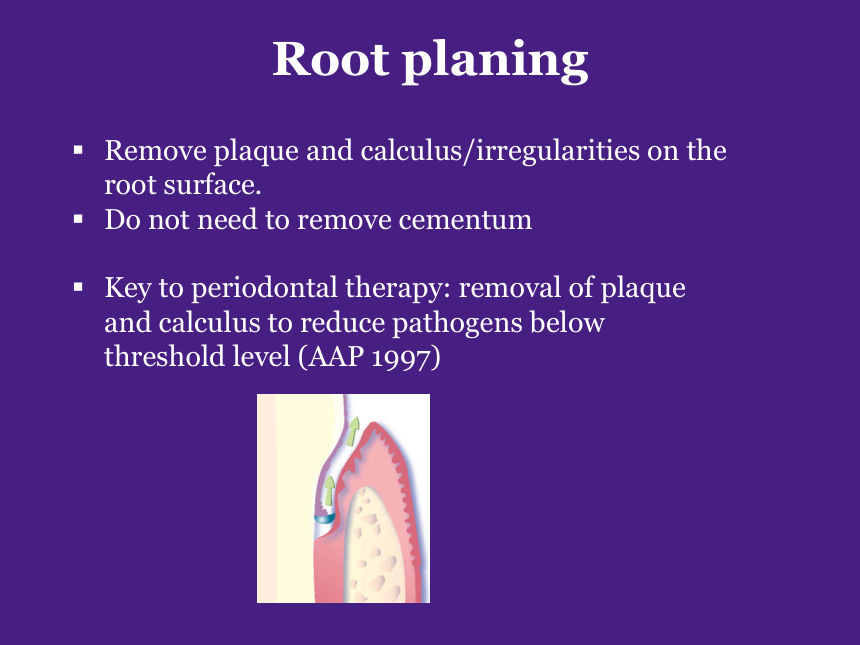 Root planing
▪ Remove plaque and calculus/irregularities on the
root surface.
▪ Do not need to remove cementum
▪ Key to periodontal therapy: removal of plaque
and calculus to reduce pathogens below
threshold level (AAP 1997)